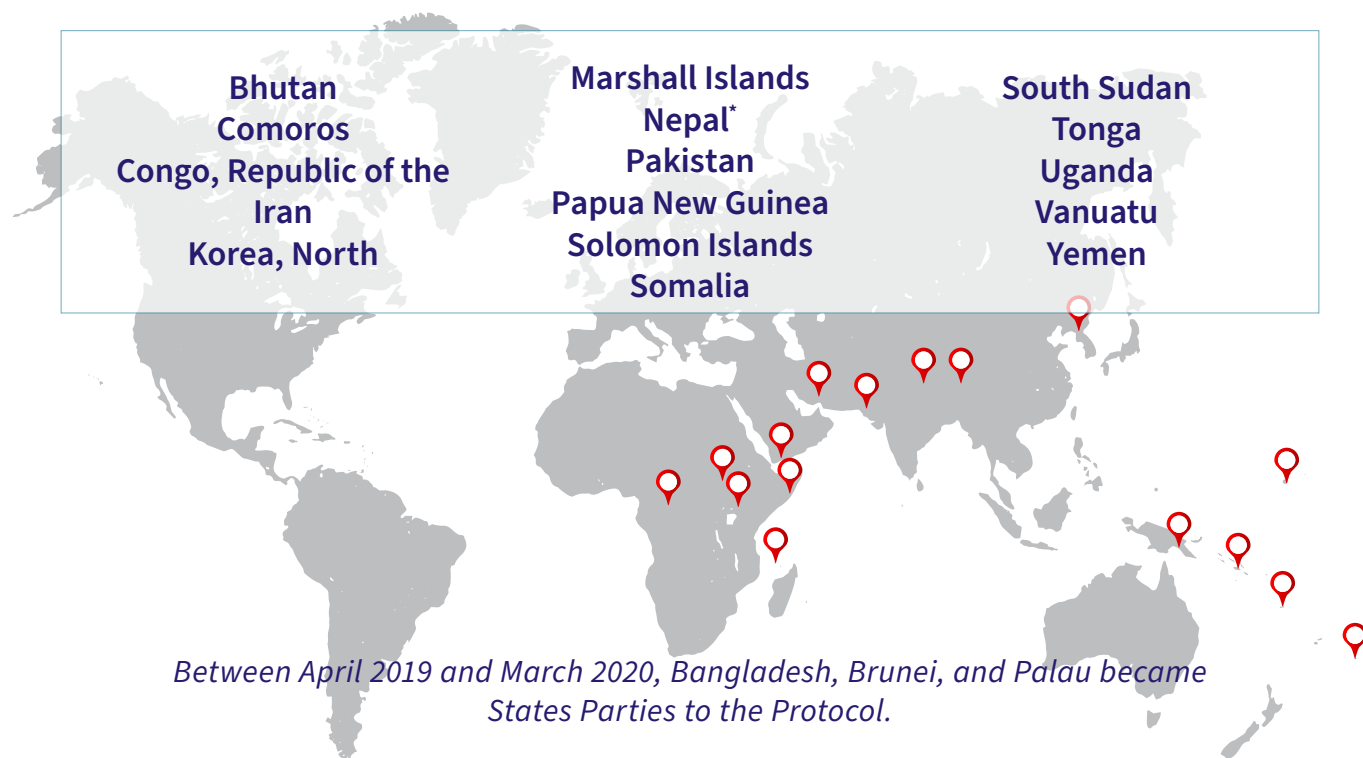 Bhutan
Comoros
Congo, Republic of the
Iran
Korea, North
Marshall Islands
Nepal*
Pakistan
Papua New Guinea
Solomon Islands
Somalia
South Sudan
Tonga
Uganda
Vanuatu
Yemen
Between April 2019 and March 2020, Bangladesh, Brunei, and Palau became
States Parties to the Protocol.